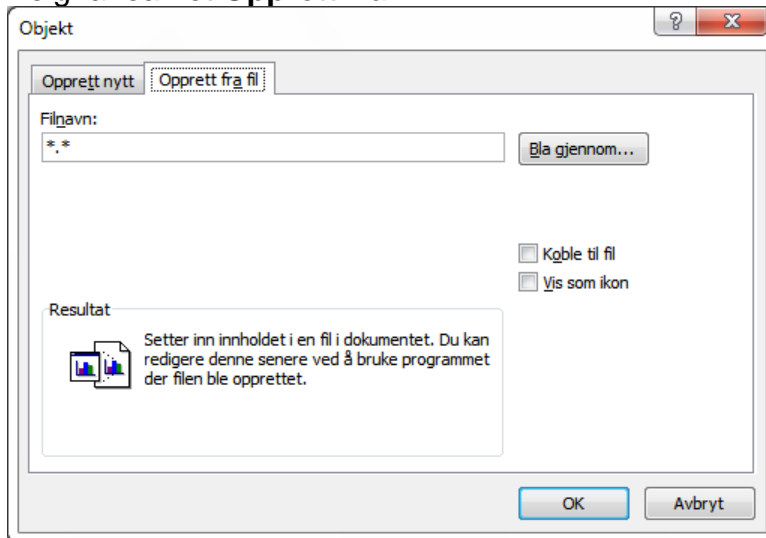 Objekt
Opprett nytt
Opprett fra fil
Filnavn:
*.*
Bla gjennom...
Koble til fil
Vis som ikon
Resultat
Setter inn innholdet i en fil i dokumentet. Du kan
redigere denne senere ved å bruke programmet
der filen ble opprettet.
OK
Avbryt